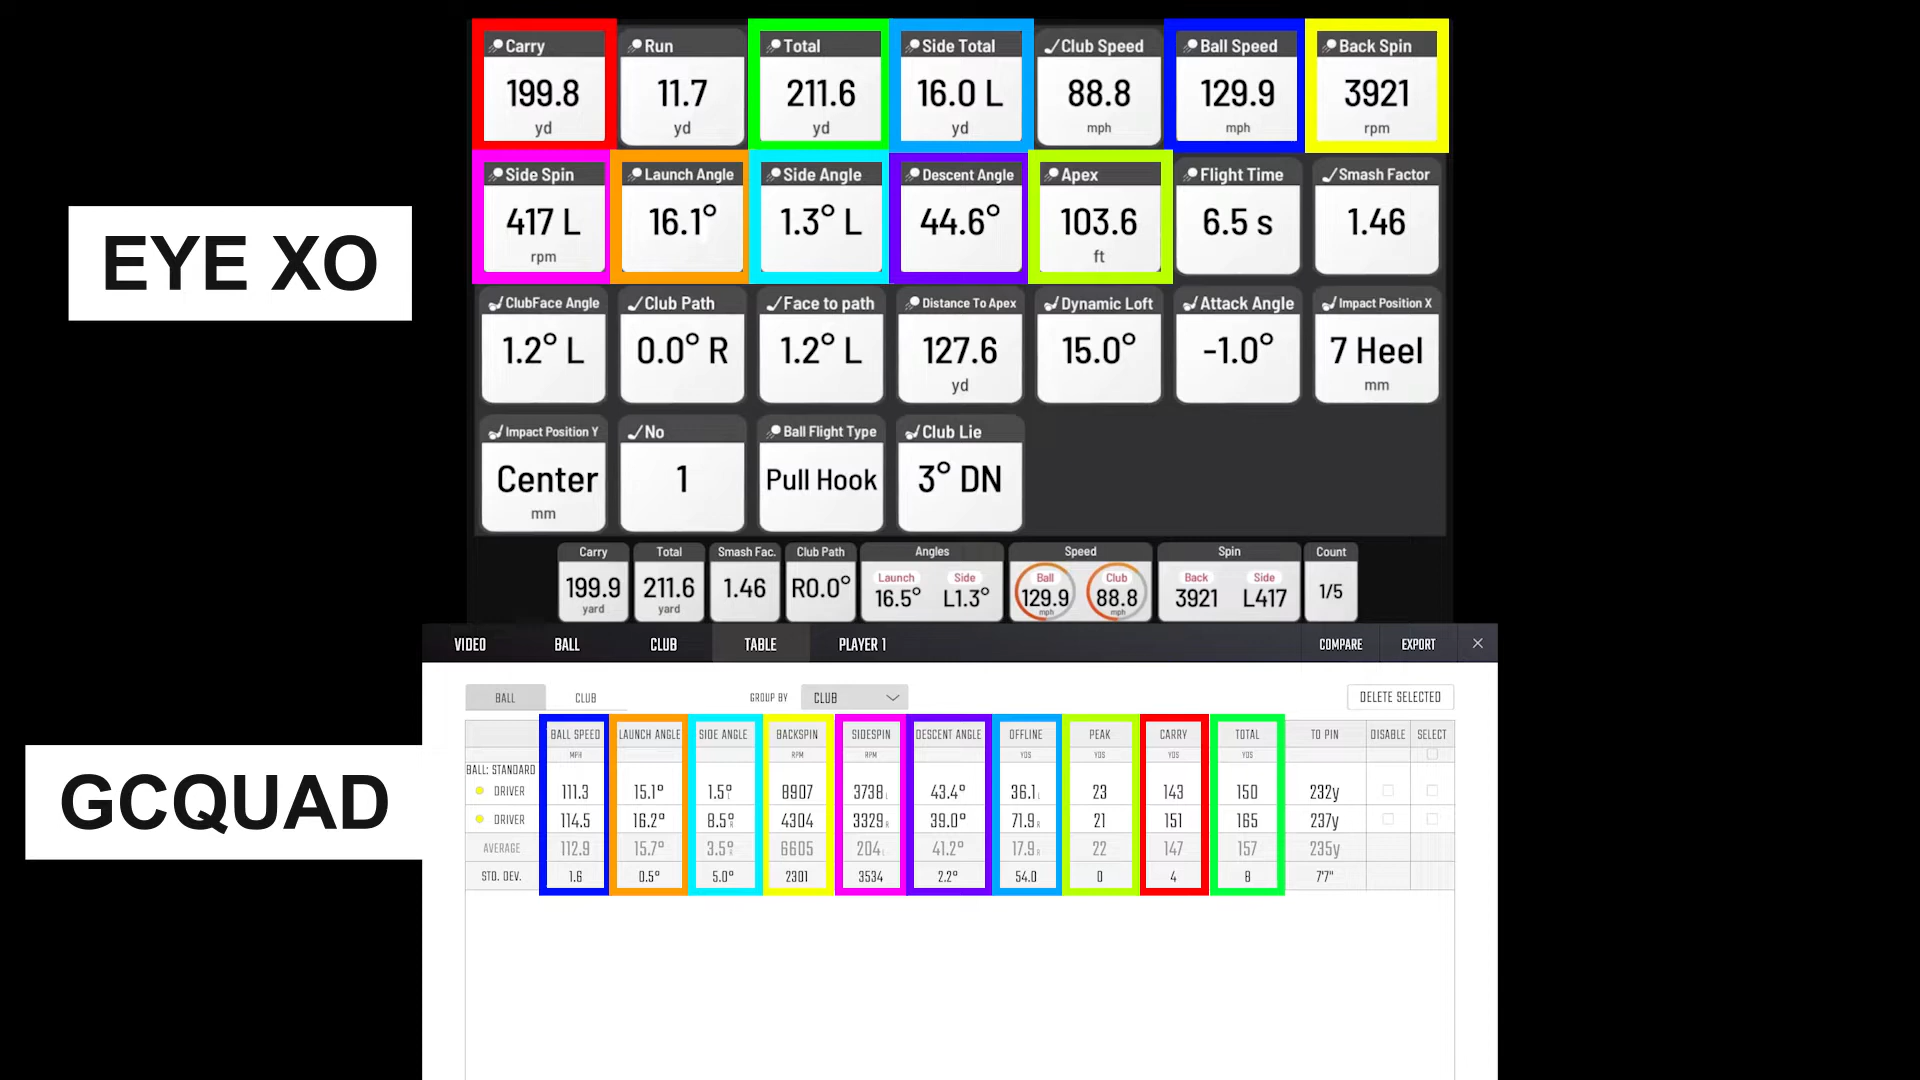 Carry Run Total Side Total Club Speed Ball Speed Back Spin
199.8 11.7 211.6 16.0 L 88.8 129.9 3921
yd yd yd yd mph mph rpm
Side Spin Launch Angle Side Angle Descent Angle Apex Flight Time Smash Factor
417 L 16.1° 1.3° L 44.6° 103.6 6.5 s 1.46
rpm ft
EYE XO
ClubFace Angle Club Path Face to path Distance To Apex Dynamic Loft Attack Angle Impact Position X
1.2° L 0.0° R 1.2° L 127.6 15.0° -1.0° 7 Heel
yd mm
Impact Position Y No Ball Flight Type Club Lie
Center 1 Pull Hook 3° DN
mm
Carry Total Smash Fac. Club Path Angles Speed Spin Count
Launch Side Ball Club Back Side
199.9 211.6 1.46 R0.0° 16.5° L1.3° 129.9 88.8 3921 L417 1/5
yard yard mph mph
VIDEO BALL CLUB TABLE PLAYER 1 COMPARE EXPORT
BALL CLUB GROUP BY CLUB DELETE SELECTED
BALL SPEED LAUNCH ANGLE SIDE ANGLE BACKSPIN SIDESPIN DESCENT ANGLE OFFLINE PEAK CARRY TOTAL TO PIN DISABLE SELECT
MPH RPM RPM YDS YDS YDS YDS
BALL: STANDARD
DRIVER 111.3 15.1° 1.5° L 8907 3738 L 43.4° 36.1 L 23 143 150 232y
DRIVER 114.5 16.2° 8.5° R 4304 3329 R 39.0° 71.9 R 21 151 165 237y
AVERAGE 112.9 15.7° 3.5° R 6605 204 L 41.2° 17.9 R 22 147 157 235y
STD. DEV. 1.6 0.5° 5.0° 2301 3534 2.2° 54.0 0 4 8 7'7"
GCQUAD